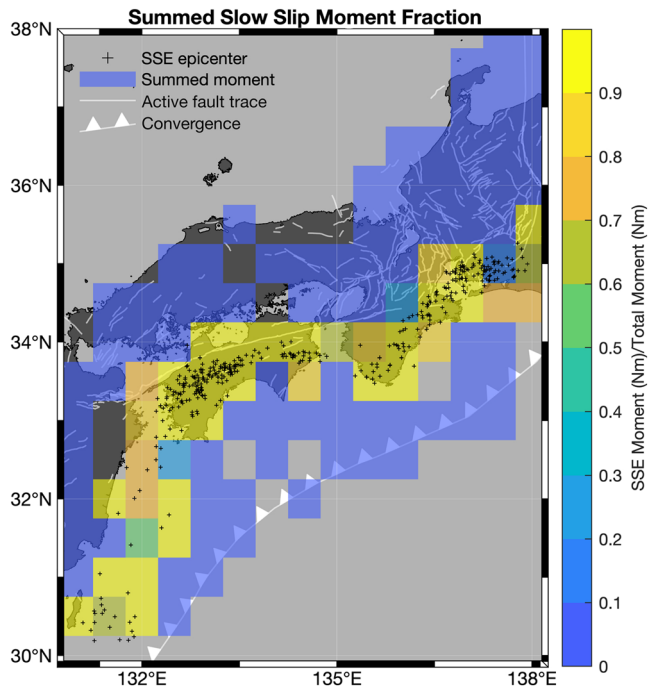 Summed Slow Slip Moment Fraction
38°N
36°N
34°N
32°N
30°N
132°E
135°E
138°E
SSE epicenter
Summed moment
Active fault trace
Convergence
0.9
0.8
0.7
0.6
0.5
0.4
0.3
0.2
0.1
0
SSE Moment (Nm)/Total Moment (Nm)